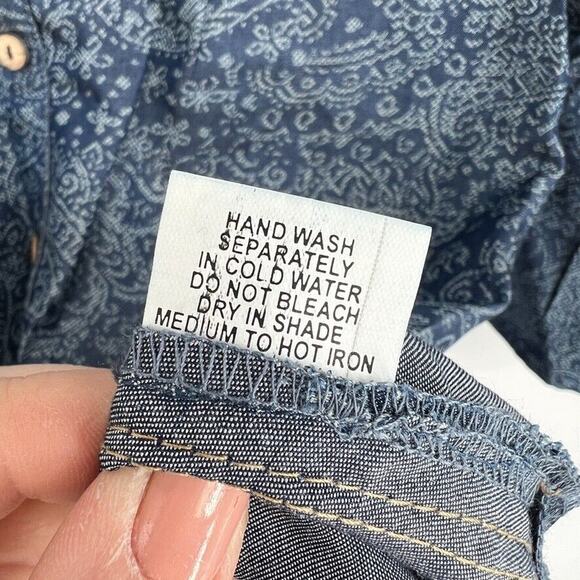 HAND WASH
SEPARATELY
IN COLD WATER
DO NOT BLEACH
DRY IN SHADE
MEDIUM TO HOT IRON